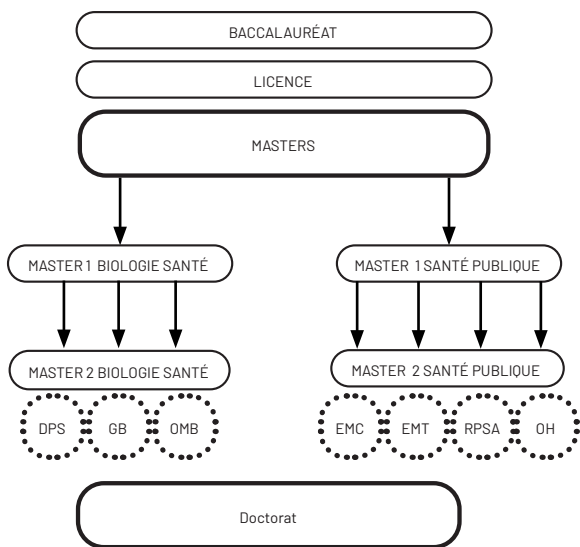 BACCALAURÉAT
LICENCE
MASTERS
MASTER 1 BIOLOGIE SANTÉ
MASTER 1 SANTÉ PUBLIQUE
MASTER 2 BIOLOGIE SANTÉ
MASTER 2 SANTÉ PUBLIQUE
DPS GB OMB EMC EMT RPSA OH
Doctorat